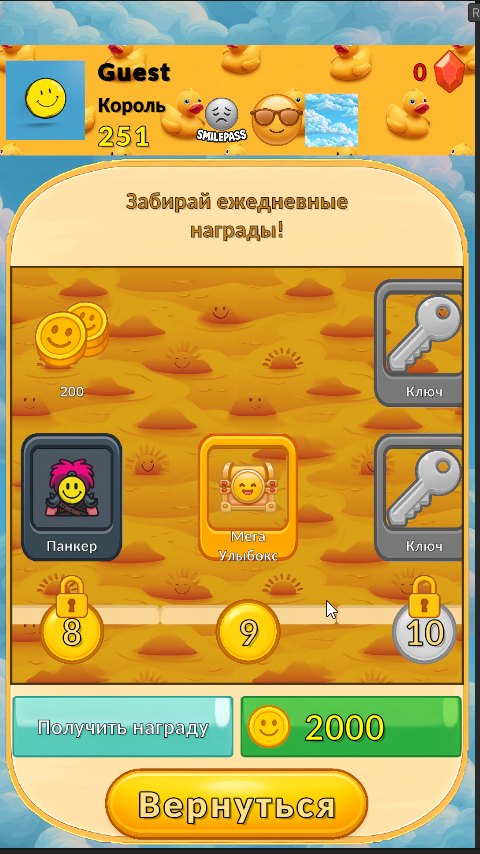 R
Guest
0
Король
251
SMILEPASS
Забирай ежедневные
награды!
200
Ключ
Панкер
Мега
Улыбокс
Ключ
8
9
10
Получить награду
2000
Вернуться